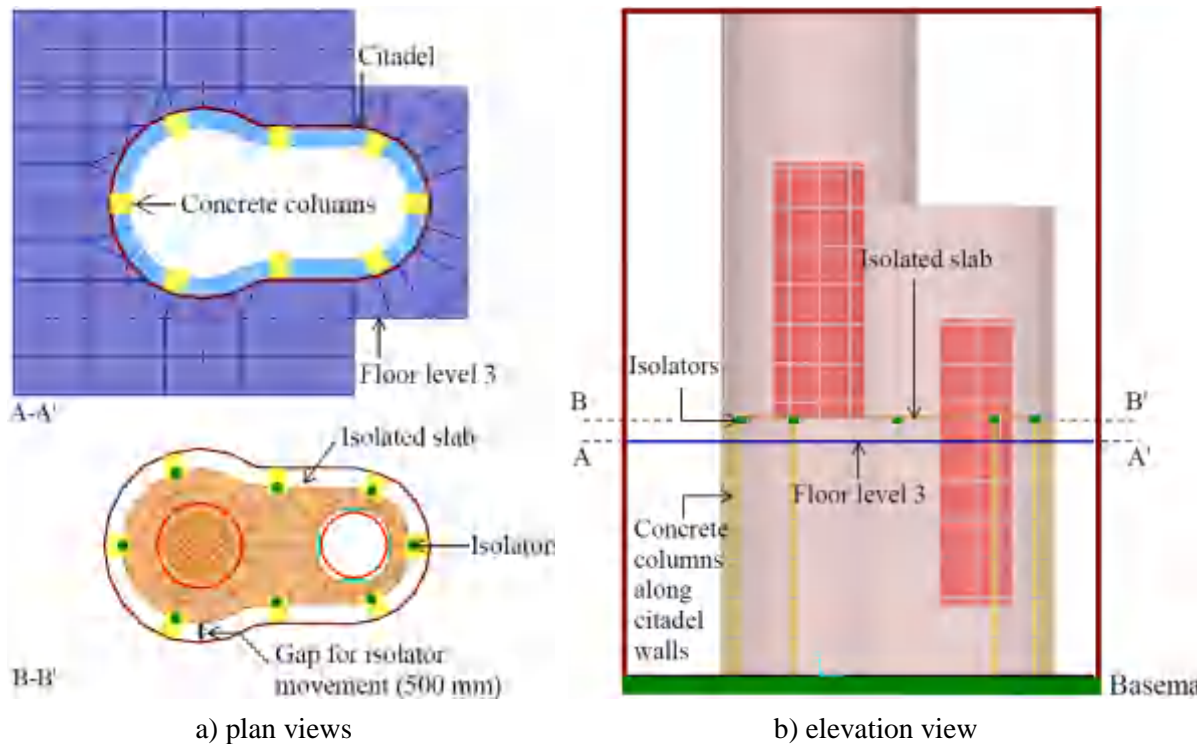 Citadel
Concrete columns
Floor level 3
A-A'
Isolated slab
Isolators
Gap for isolator
movement (500 mm)
B-B'
a) plan views
Isolated slab
Isolators
B
B'
A
A'
Floor level 3
Concrete
columns
along
citadel
walls
Basema
b) elevation view